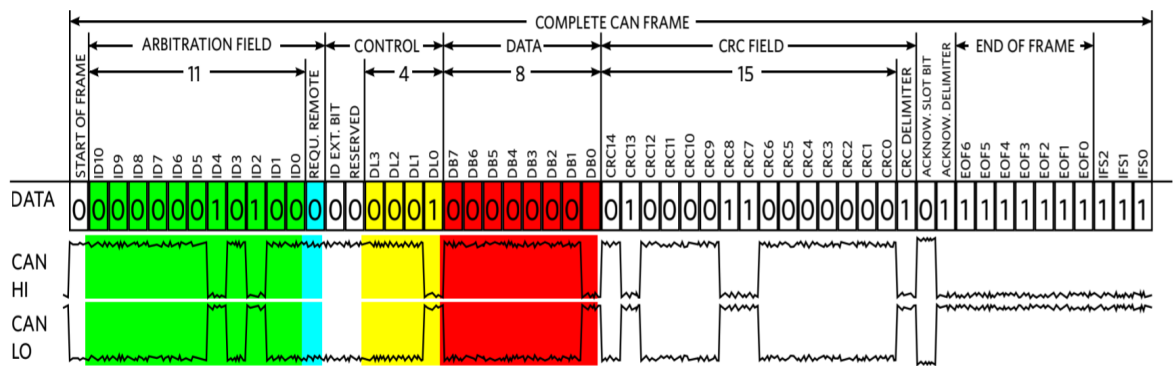 COMPLETE CAN FRAME
ARBITRATION FIELD CONTROL DATA CRC FIELD END OF FRAME
11 4 8 15
START OF FRAME
ID10
ID9
ID8
ID7
ID6
ID5
ID4
ID3
ID2
ID1
ID0
REQU. REMOTE
ID EXT. BIT
RESERVED
DL3
DL2
DL1
DL0
DB7
DB6
DB5
DB4
DB3
DB2
DB1
DB0
CRC14
CRC13
CRC12
CRC11
CRC10
CRC9
CRC8
CRC7
CRC6
CRC5
CRC4
CRC3
CRC2
CRC1
CRC0
CRC DELIMITER
ACKNOW. SLOT BIT
ACKNOW. DELIMITER
EOF6
EOF5
EOF4
EOF3
EOF2
EOF1
EOF0
IFS2
IFS1
IFS0
DATA 0 0 0 0 0 0 0 1 0 1 0 0 0 0 0 0 0 0 1 0 0 0 0 0 0 0 0 1 0 0 0 0 1 1 0 0 0 0 0 0 0 1 0 1 1 1 1 1 1 1 1 1 1 1
CAN
HI
CAN
LO